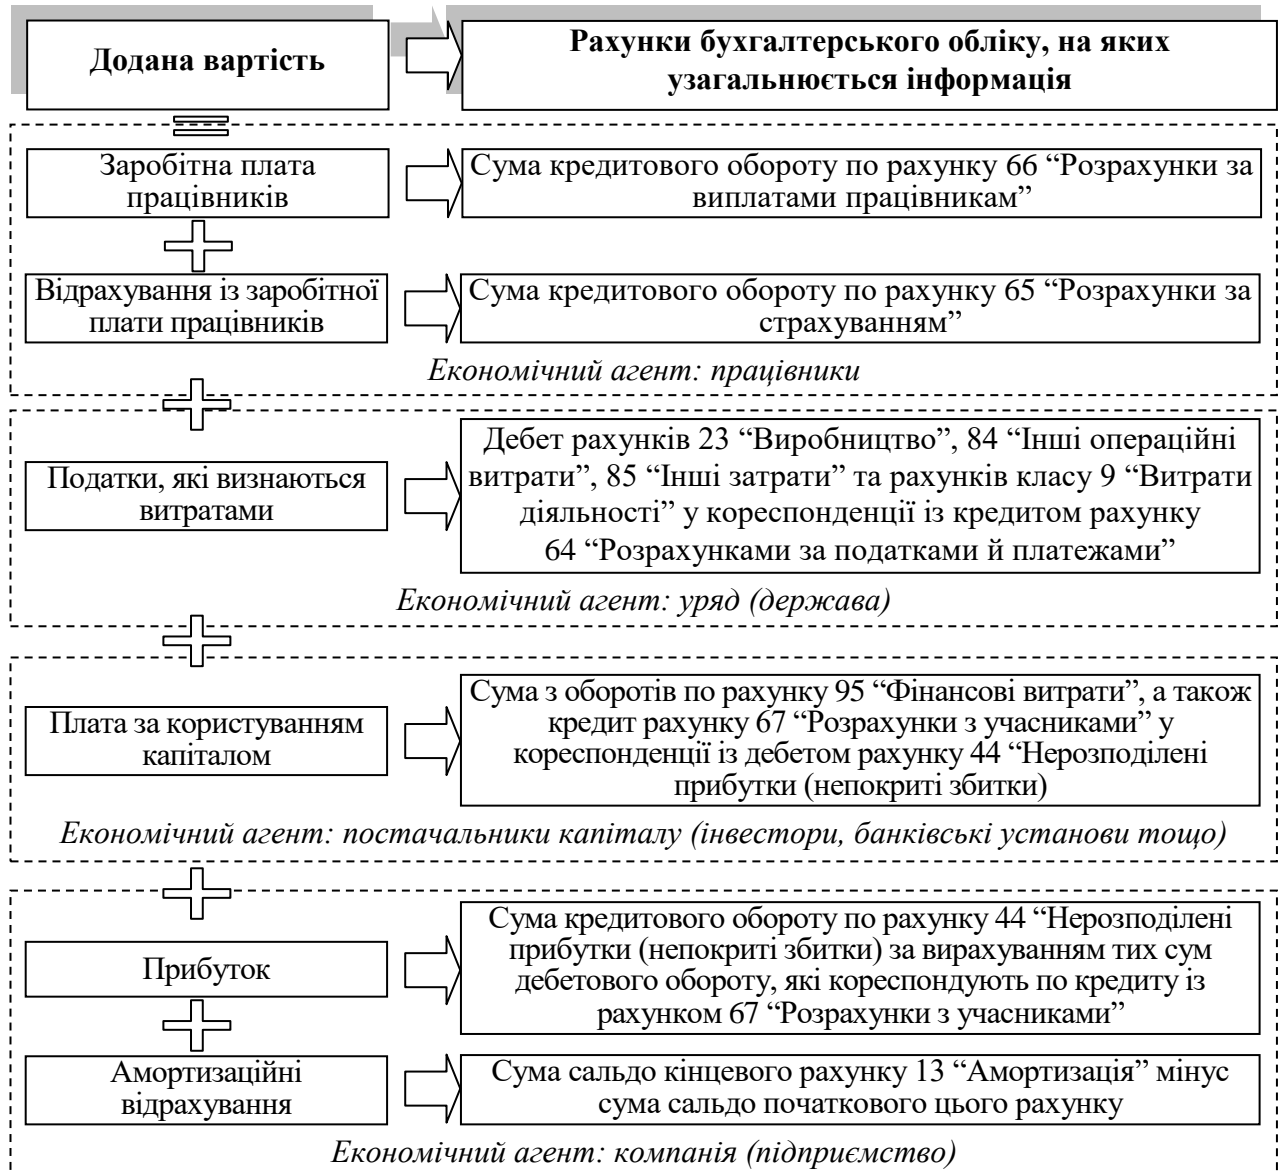 Додана вартість
Рахунки бухгалтерського обліку, на яких
узагальнюється інформація
Заробітна плата
працівників
Сума кредитового обороту по рахунку 66 “Розрахунки за
виплатами працівникам”
Відрахування із заробітної
плати працівників
Сума кредитового обороту по рахунку 65 “Розрахунки за
страхуванням”
Економічний агент: працівники
Податки, які визнаються
витратами
Дебет рахунків 23 “Виробництво”, 84 “Інші операційні
витрати”, 85 “Інші затрати” та рахунків класу 9 “Витрати
діяльності” у кореспонденції із кредитом рахунку
64 “Розрахунками за податками й платежами”
Економічний агент: уряд (держава)
Плата за користуванням
капіталом
Сума з оборотів по рахунку 95 “Фінансові витрати”, а також
кредит рахунку 67 “Розрахунки з учасниками” у
кореспонденції із дебетом рахунку 44 “Нерозподілені
прибутки (непокриті збитки)
Економічний агент: постачальники капіталу (інвестори, банківські установи тощо)
Прибуток
Сума кредитового обороту по рахунку 44 “Нерозподілені
прибутки (непокриті збитки) за вирахуванням тих сум
дебетового обороту, які кореспондують по кредиту із
рахунком 67 “Розрахунки з учасниками”
Амортизаційні
відрахування
Сума сальдо кінцевого рахунку 13 “Амортизація” мінус
сума сальдо початкового цього рахунку
Економічний агент: компанія (підприємство)